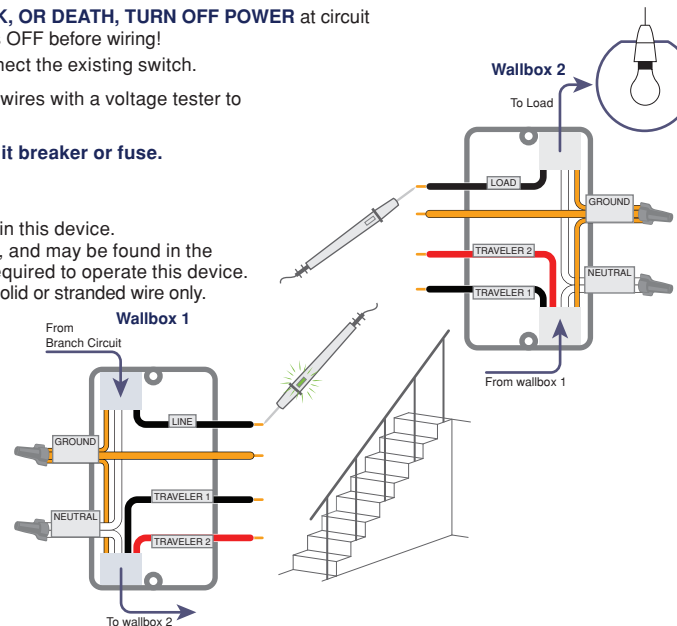 K, OR DEATH, TURN OFF POWER at circuit
s OFF before wiring!
nect the existing switch.
wires with a voltage tester to
it breaker or fuse.
in this device.
, and may be found in the
equired to operate this device.
olid or stranded wire only.
Wallbox 2
To Load
LOAD
GROUND
TRAVELER 2
NEUTRAL
TRAVELER 1
From wallbox 1
Wallbox 1
From
Branch Circuit
LINE
GROUND
TRAVELER 1
NEUTRAL
TRAVELER 2
To wallbox 2